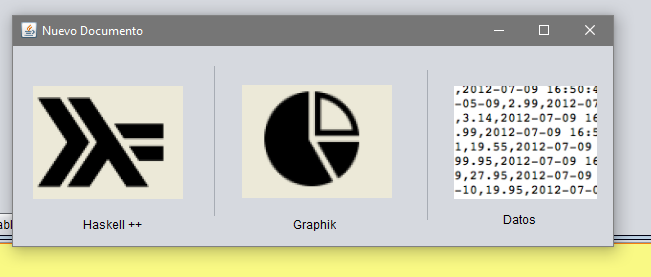 Nuevo Documento
,2012-07-09 16:50:4
-05-09,2.99,2012-07
,3.14,2012-07-09 16
.99,2012-07-09 16:5
1,19.55,2012-07-09
99.95,2012-07-09 16
9,27.95,2012-07-09
-10,19.95,2012-07-0
Haskell ++
Graphik
Datos
abl